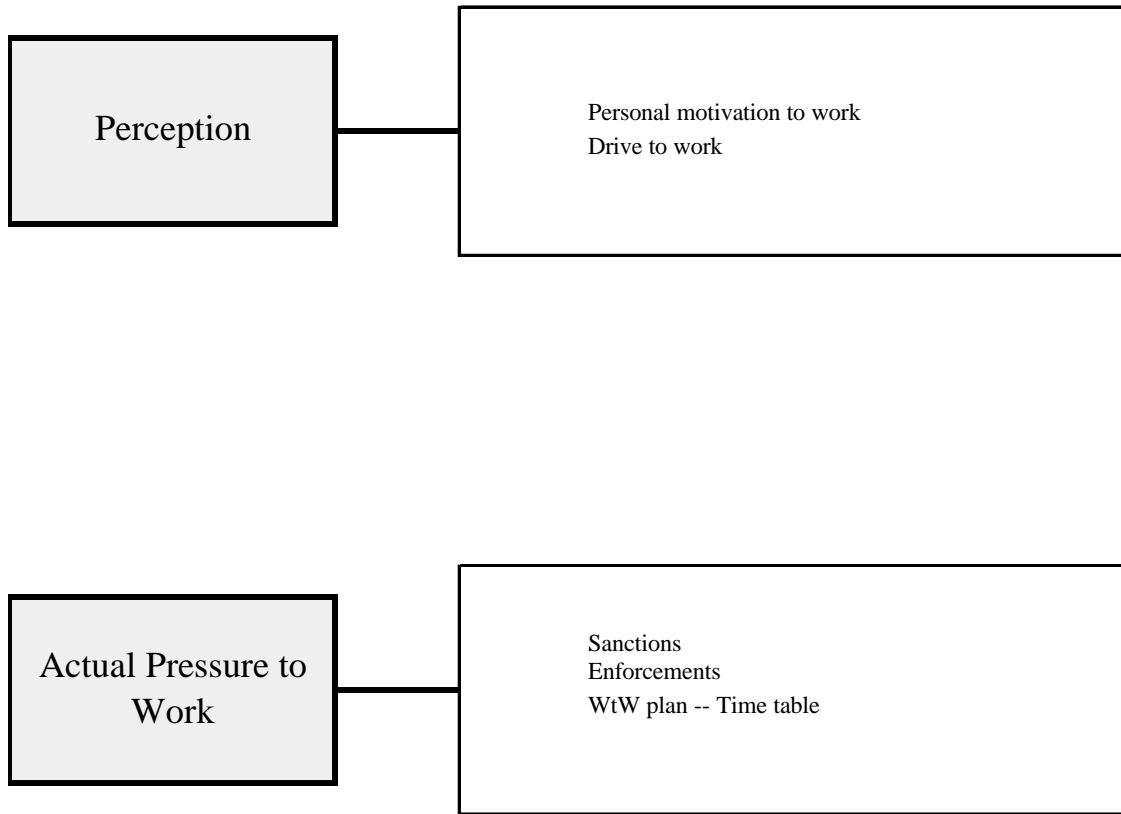 Perception
Personal motivation to work
Drive to work
Actual Pressure to
Work
Sanctions
Enforcements
WtW plan -- Time table